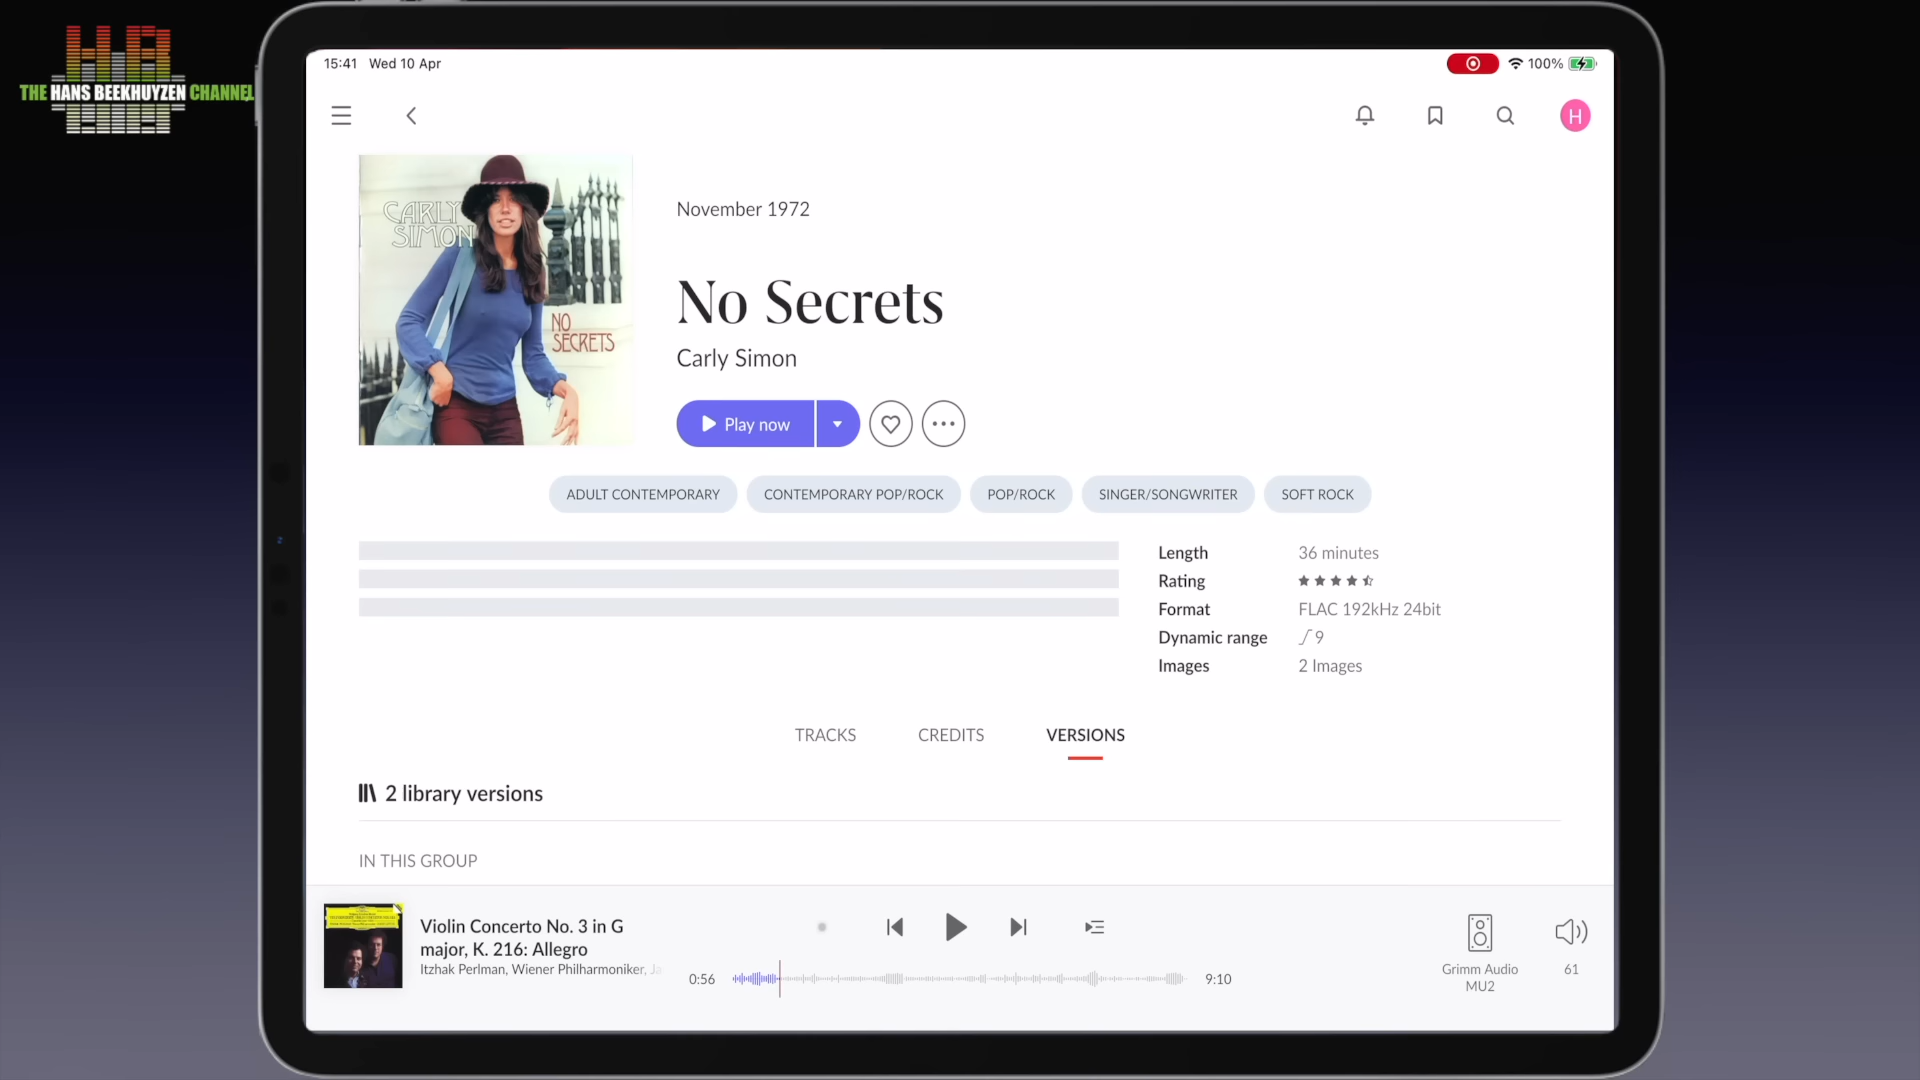 THE HANS BEEKHUYZEN CHANNEL
15:41 Wed 10 Apr
100%
H
CARLY
SIMON
NO
SECRETS
November 1972
No Secrets
Carly Simon
Play now
ADULT CONTEMPORARY
CONTEMPORARY POP/ROCK
POP/ROCK
SINGER/SONGWRITER
SOFT ROCK
Length 36 minutes
Rating
Format FLAC 192kHz 24bit
Dynamic range 9
Images 2 Images
TRACKS CREDITS VERSIONS
2 library versions
IN THIS GROUP
Violin Concerto No. 3 in G
major, K. 216: Allegro
Itzhak Perlman, Wiener Philharmoniker, Ja
0:56
9:10
Grimm Audio
MU2
61